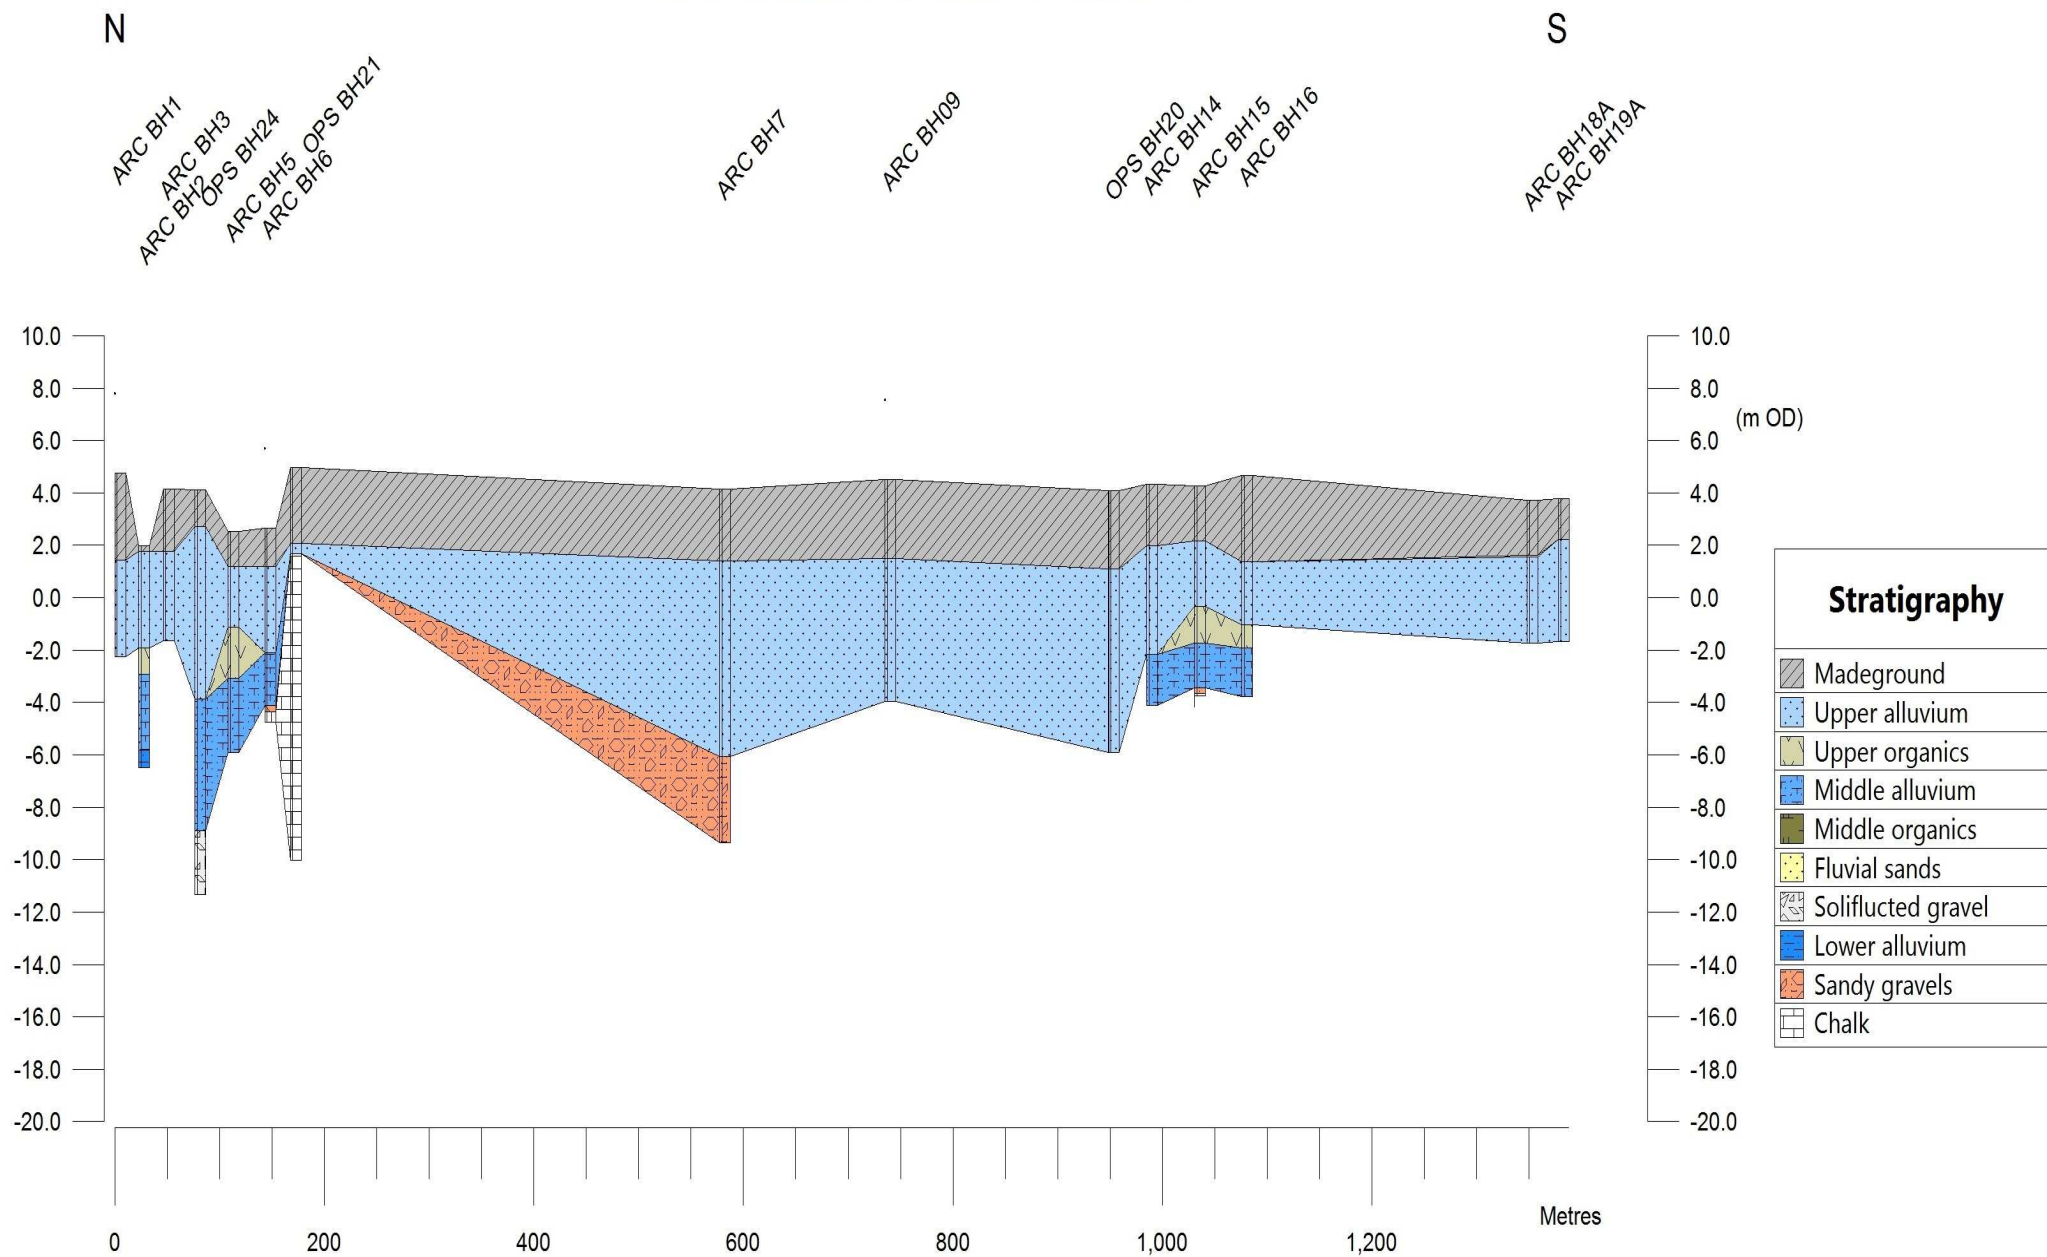 N
S
ARC BH1
ARC BH2
ARC BH3
OPS BH24
ARC BH5
ARC BH6
OPS BH21
ARC BH7
ARC BH09
OPS BH20
ARC BH14
ARC BH15
ARC BH16
ARC BH18A
ARC BH19A
10.0
8.0
6.0
4.0
2.0
0.0
-2.0
-4.0
-6.0
-8.0
-10.0
-12.0
-14.0
-16.0
-18.0
-20.0
10.0
8.0
(m OD)
6.0
4.0
2.0
0.0
-2.0
-4.0
-6.0
-8.0
-10.0
-12.0
-14.0
-16.0
-18.0
-20.0
Stratigraphy
Madeground
Upper alluvium
Upper organics
Middle alluvium
Middle organics
Fluvial sands
Soliflucted gravel
Lower alluvium
Sandy gravels
Chalk
Metres
0 200 400 600 800 1,000 1,200